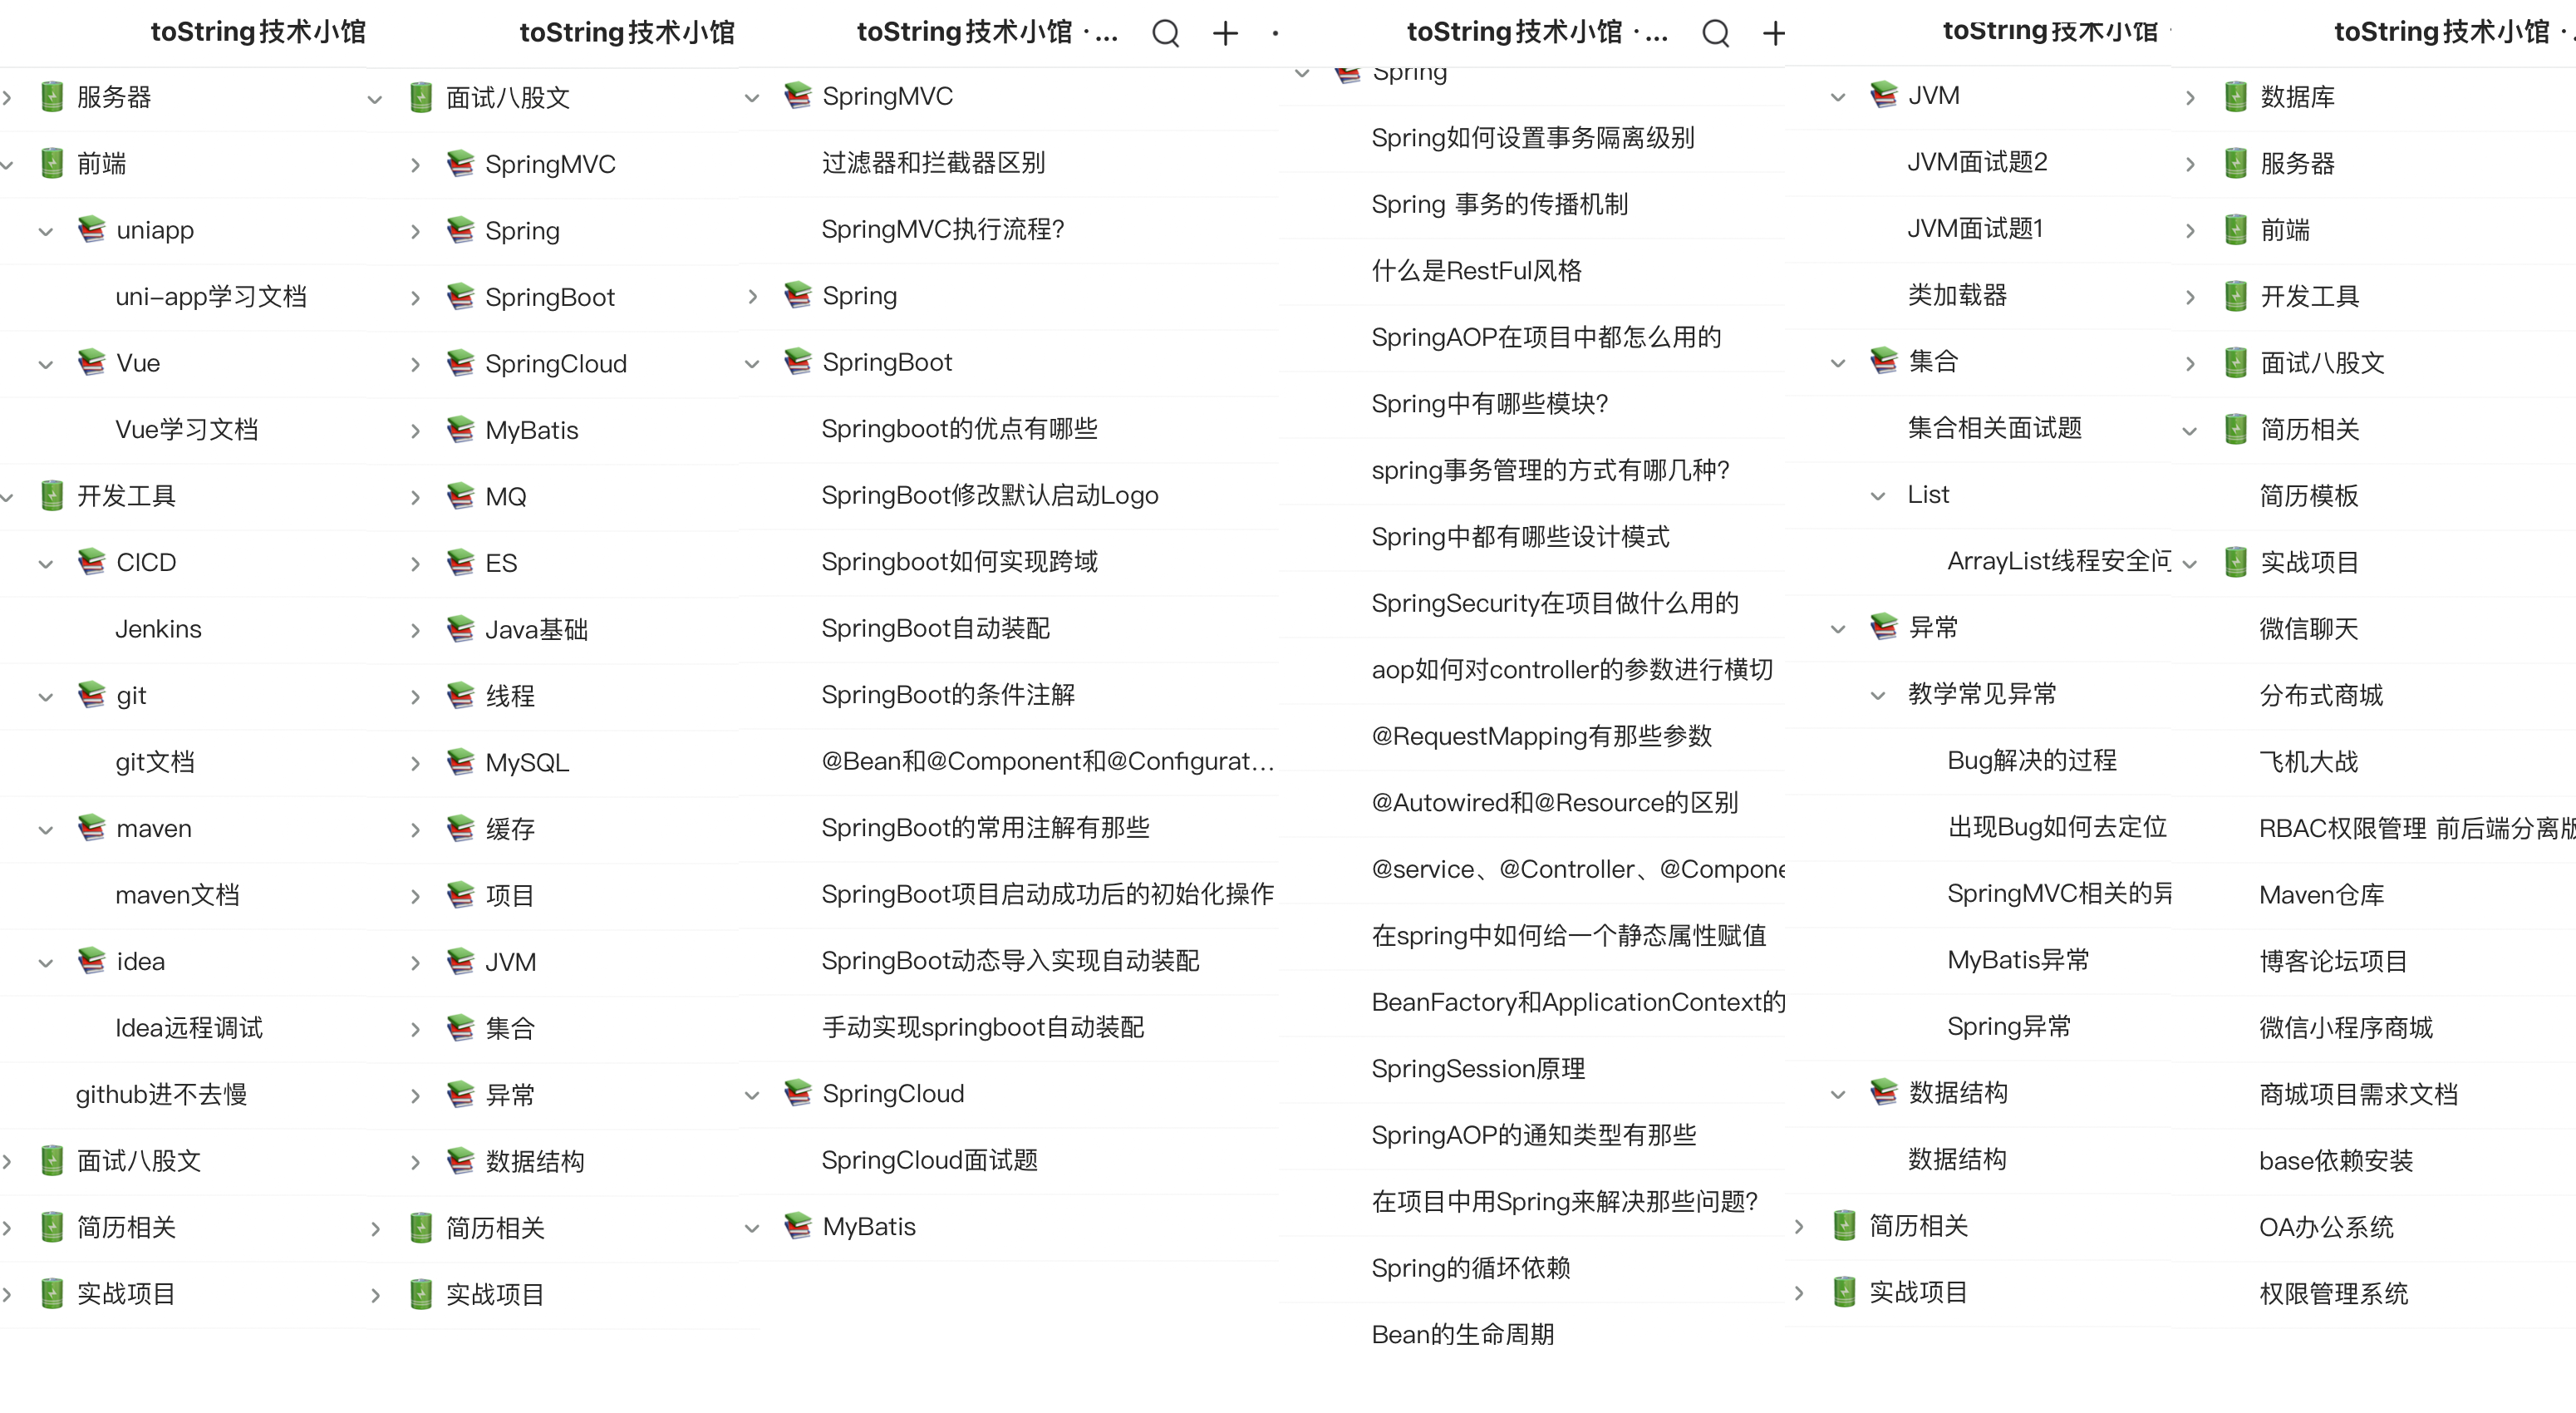 toString技术小馆
服务器
前端
uniapp
uni-app学习文档
Vue
Vue学习文档
开发工具
CICD
Jenkins
git
git文档
maven
maven文档
idea
Idea远程调试
github进不去慢
面试八股文
简历相关
实战项目
toString技术小馆
面试八股文
SpringMVC
Spring
SpringBoot
SpringCloud
MyBatis
MQ
ES
Java基础
线程
MySQL
缓存
项目
JVM
集合
异常
数据结构
简历相关
实战项目
toString技术小馆 ·...
SpringMVC
过滤器和拦截器区别
SpringMVC执行流程?
Spring
SpringBoot
Springboot的优点有哪些
SpringBoot修改默认启动Logo
Springboot如何实现跨域
SpringBoot自动装配
SpringBoot的条件注解
@Bean和@Component和@Configurat...
SpringBoot的常用注解有那些
SpringBoot项目启动成功后的初始化操作
SpringBoot动态导入实现自动装配
手动实现springboot自动装配
SpringCloud
SpringCloud面试题
MyBatis
toString技术小馆 ·...
Spring
Spring如何设置事务隔离级别
Spring 事务的传播机制
什么是RestFul风格
SpringAOP在项目中都怎么用的
Spring中有哪些模块?
spring事务管理的方式有哪几种?
Spring中都有哪些设计模式
SpringSecurity在项目做什么用的
aop如何对controller的参数进行横切
@RequestMapping有那些参数
@Autowired和@Resource的区别
@service、@Controller、@Compone
在spring中如何给一个静态属性赋值
BeanFactory和ApplicationContext的
SpringSession原理
SpringAOP的通知类型有那些
在项目中用Spring来解决那些问题?
Spring的循环依赖
Bean的生命周期
toString技术小馆 ·
JVM
JVM面试题2
JVM面试题1
类加载器
集合
集合相关面试题
List
ArrayList线程安全问
异常
教学常见异常
Bug解决的过程
出现Bug如何去定位
SpringMVC相关的异
MyBatis异常
Spring异常
数据结构
数据结构
简历相关
实战项目
toString技术小馆 ·
数据库
服务器
前端
开发工具
面试八股文
简历相关
简历模板
实战项目
微信聊天
分布式商城
飞机大战
RBAC权限管理 前后端分离版
Maven仓库
博客论坛项目
微信小程序商城
商城项目需求文档
base依赖安装
OA办公系统
权限管理系统